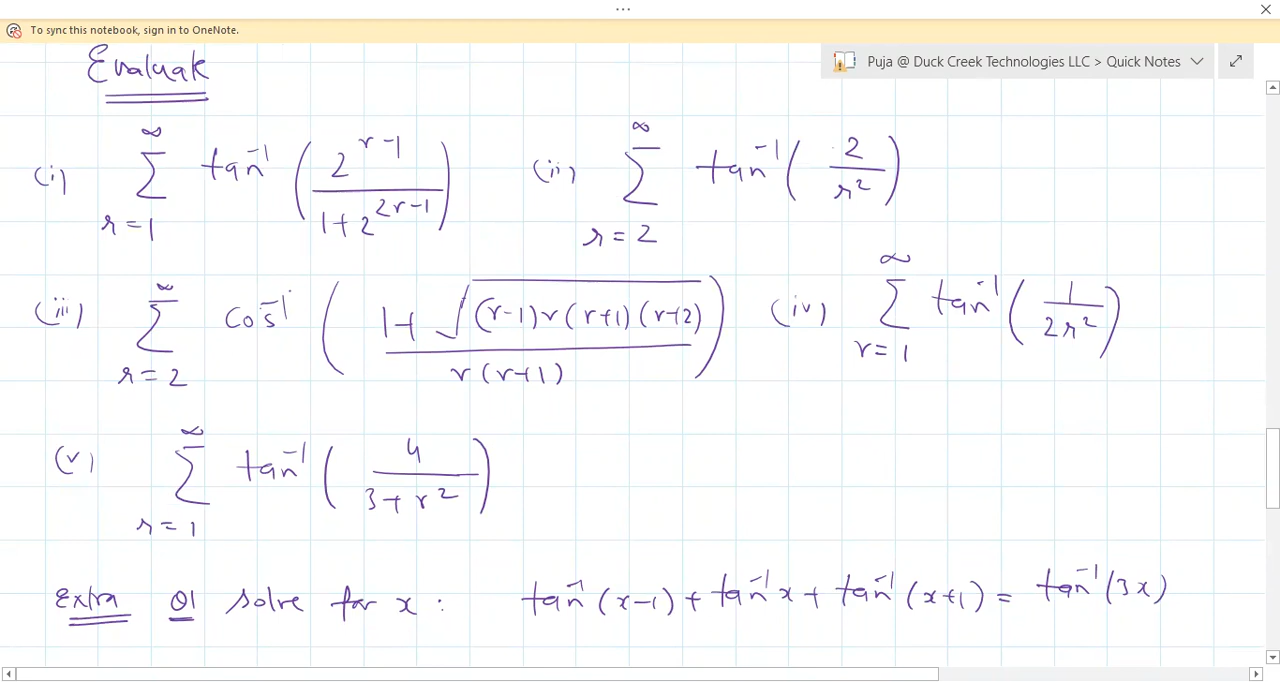 ...
To sync this notebook, sign in to OneNote.
Puja @ Duck Creek Technologies LLC > Quick Notes
Evaluate
(i) ∞ Σ r=1 tan⁻¹ ( 2^(r-1) / (1+2^(2r-1)) ) (ii) ∞ Σ r=2 tan⁻¹ ( 2 / r² )
(iii) ∞ Σ r=2 cos⁻¹ ( (1+√((r-1)r(r+1)(r+2))) / (r(r+1)) ) (iv) ∞ Σ r=1 tan⁻¹ ( 1 / 2r² )
(v) ∞ Σ r=1 tan⁻¹ ( 4 / (3+r²) )
Extra Q1 solve for x : tan⁻¹(x-1) + tan⁻¹x + tan⁻¹(x+1) = tan⁻¹(3x)